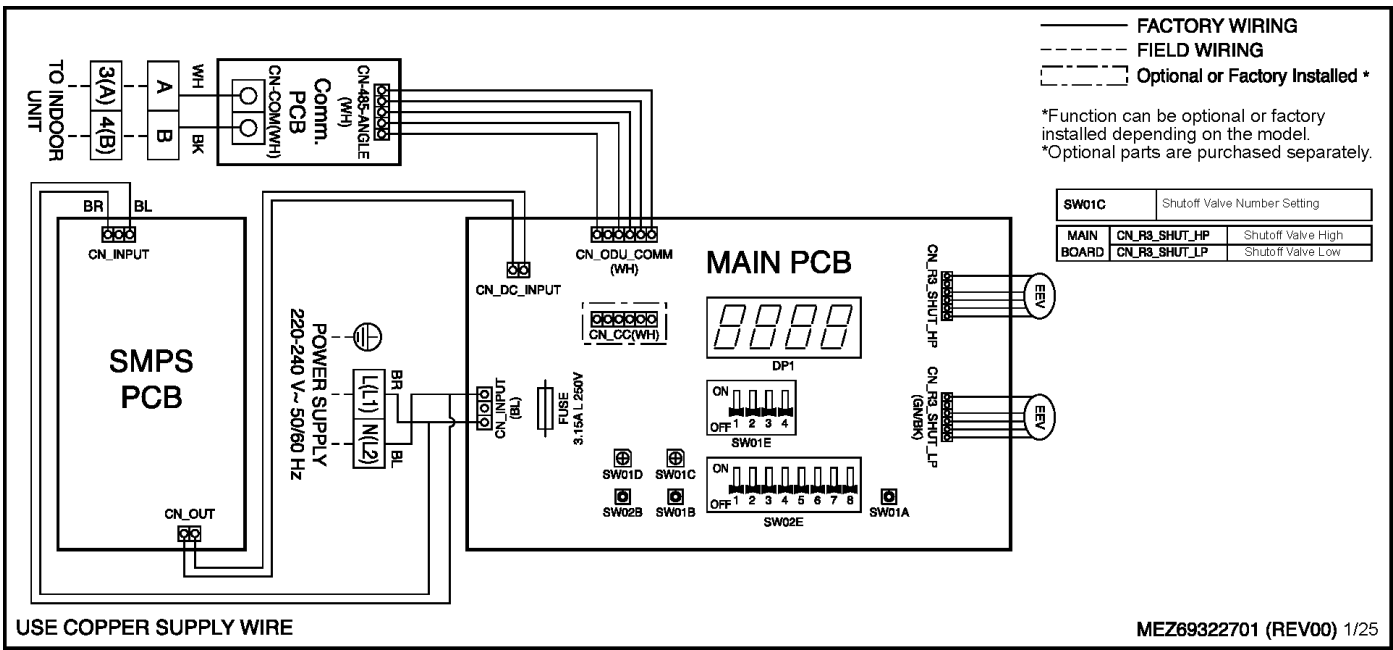 FACTORY WIRING
FIELD WIRING
Optional or Factory Installed *
*Function can be optional or factory
installed depending on the model.
*Optional parts are purchased separately.
SW01C Shutoff Valve Number Setting
MAIN BOARD CN_R3_SHUT_HP Shutoff Valve High
CN_R3_SHUT_LP Shutoff Valve Low
TO INDOOR
UNIT
3(A) 4(B)
A B
WH
BK
CN-COM(WH)
Comm.
PCB
CN-485-ANGLE
(WH)
BR BL
CN_INPUT
SMPS
PCB
CN_OUT
POWER SUPPLY
220-240 V~ 50/60 Hz
L(L1) N(L2)
BR
BL
CN_DC_INPUT
CN_ODU_COMM
(WH)
MAIN PCB
CN_CC(WH)
CN_INPUT
(BL)
FUSE
3.15A L 250V
8888
DP1
ON
OFF 1 2 3 4
SW01E
ON
OFF 1 2 3 4 5 6 7 8
SW02E
SW01D SW01C
SW02B SW01B
SW01A
CN_R3_SHUT_HP
EEV
CN_R3_SHUT_LP
(GN/BK)
EEV
USE COPPER SUPPLY WIRE
MEZ69322701 (REV00) 1/25